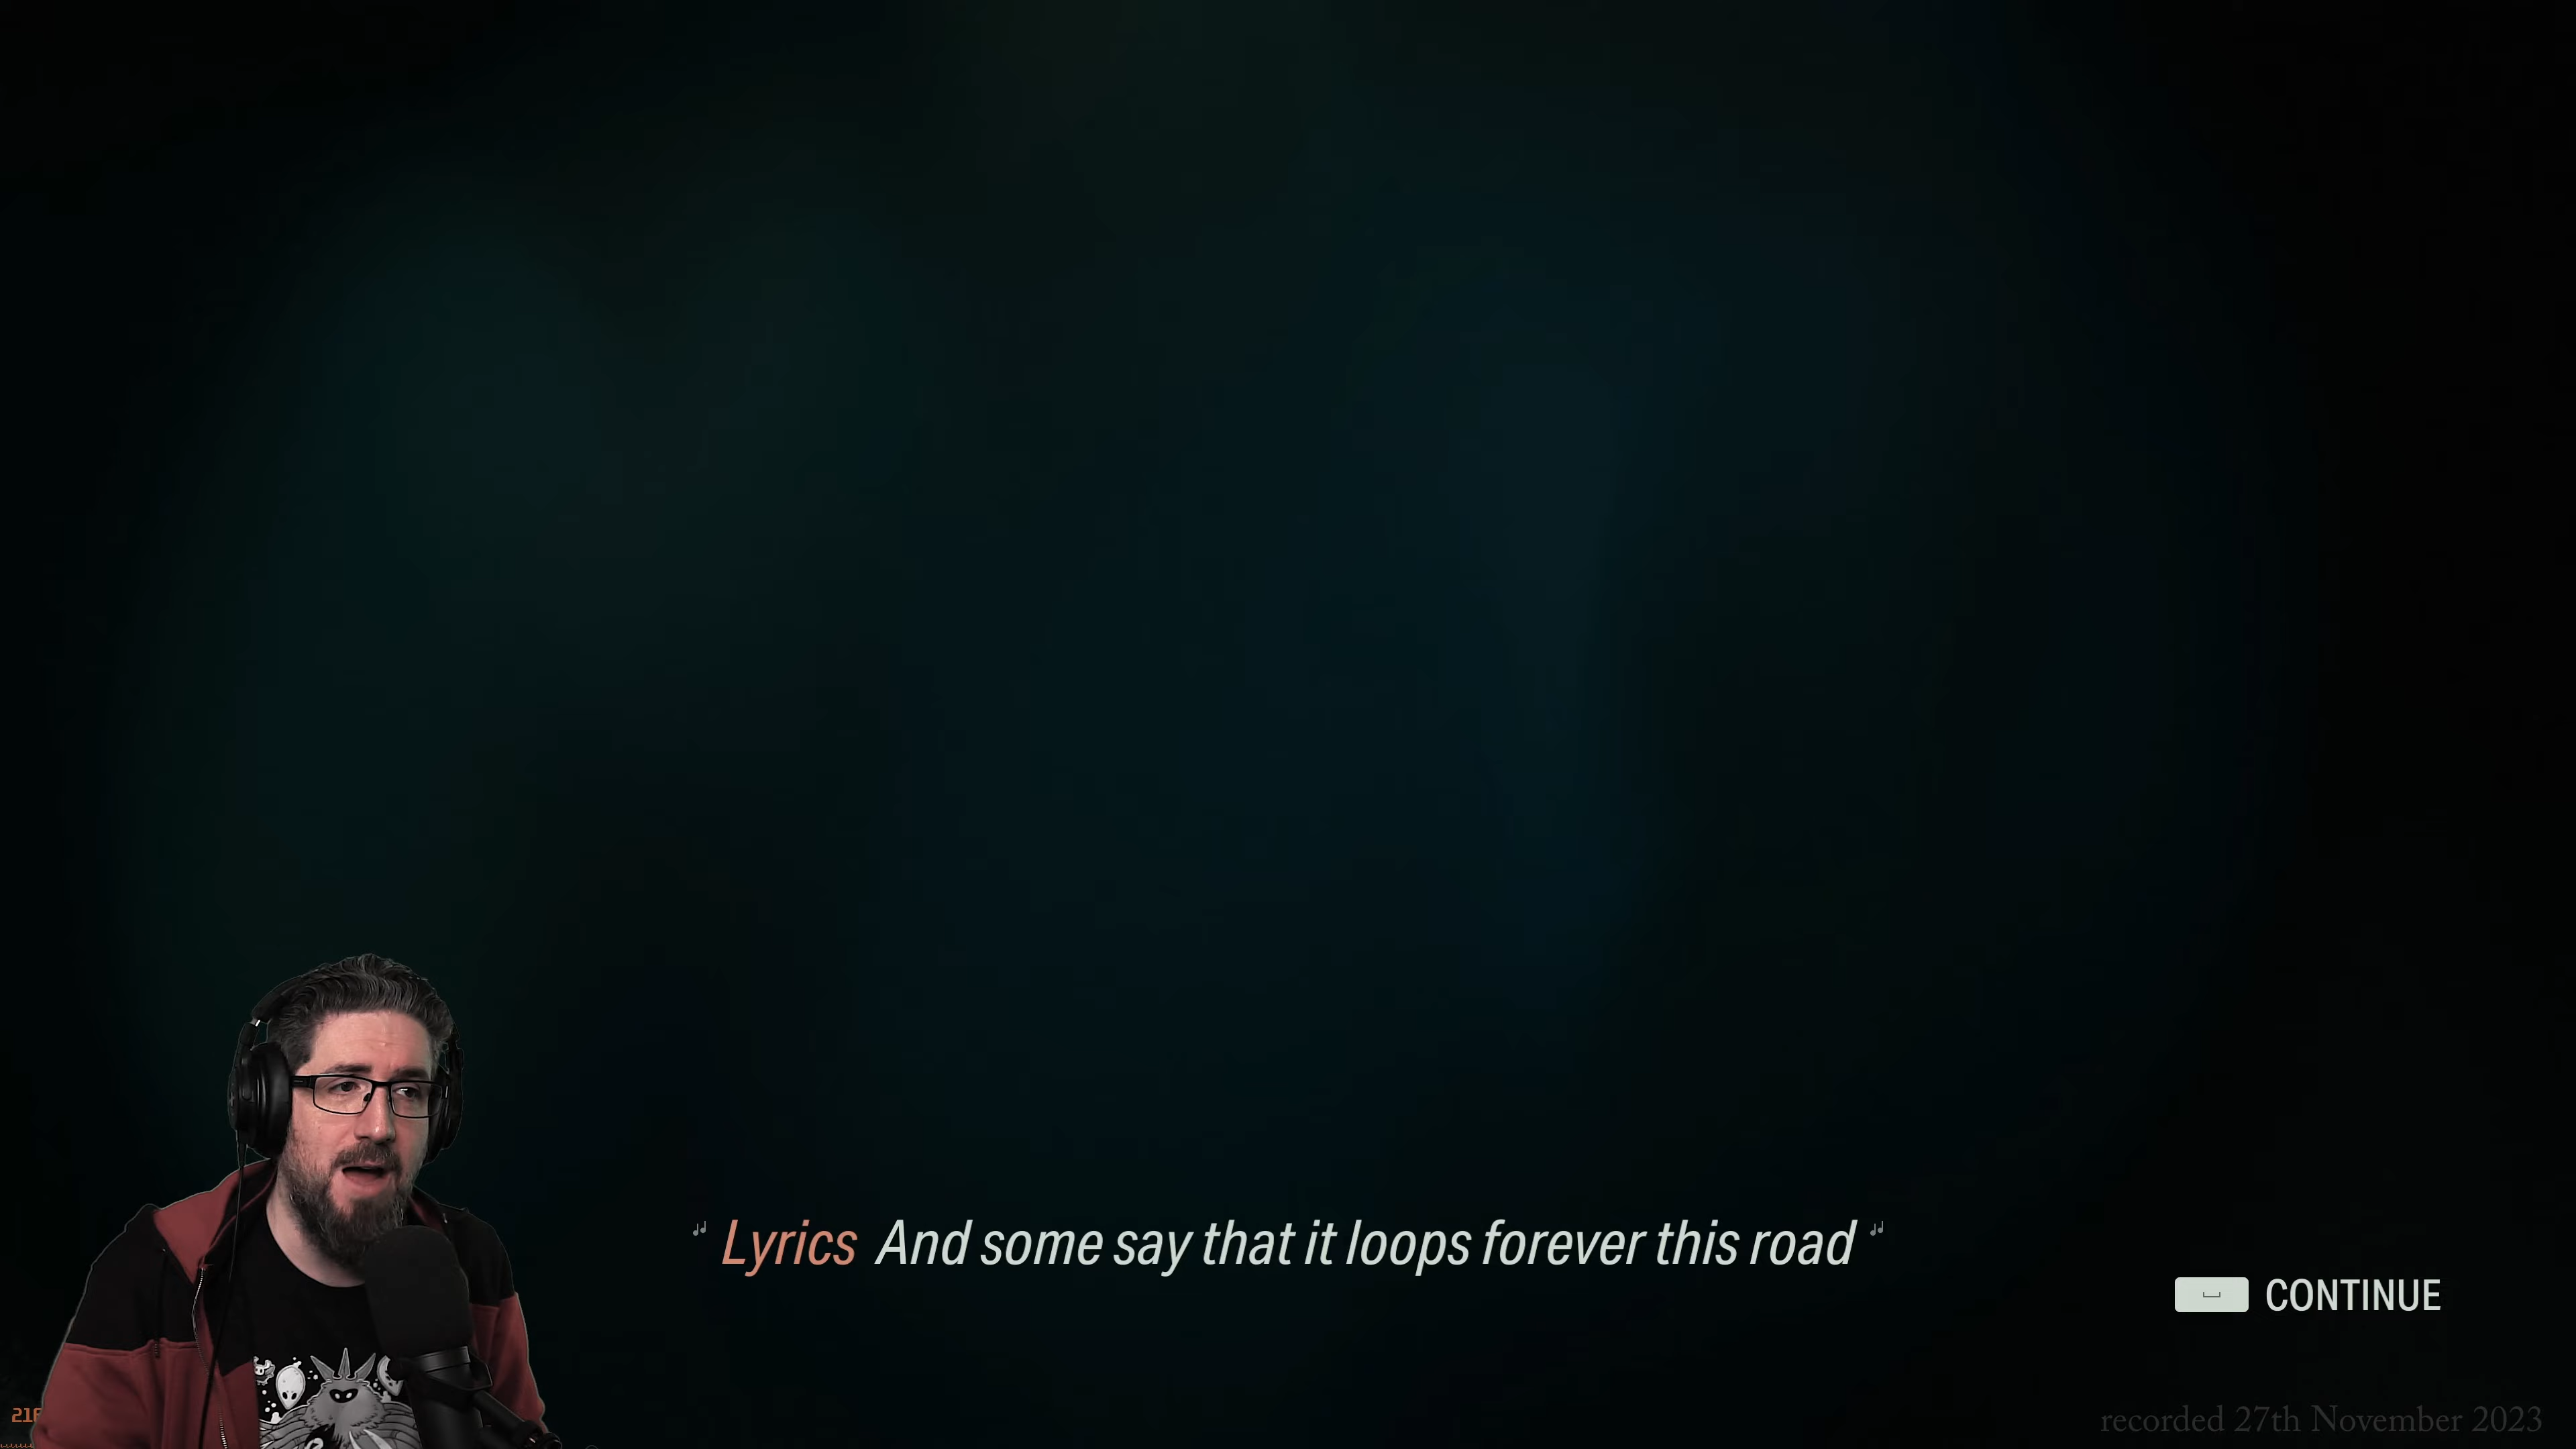 Lyrics And some say that it loops forever this road
CONTINUE
recorded 27th November 2023